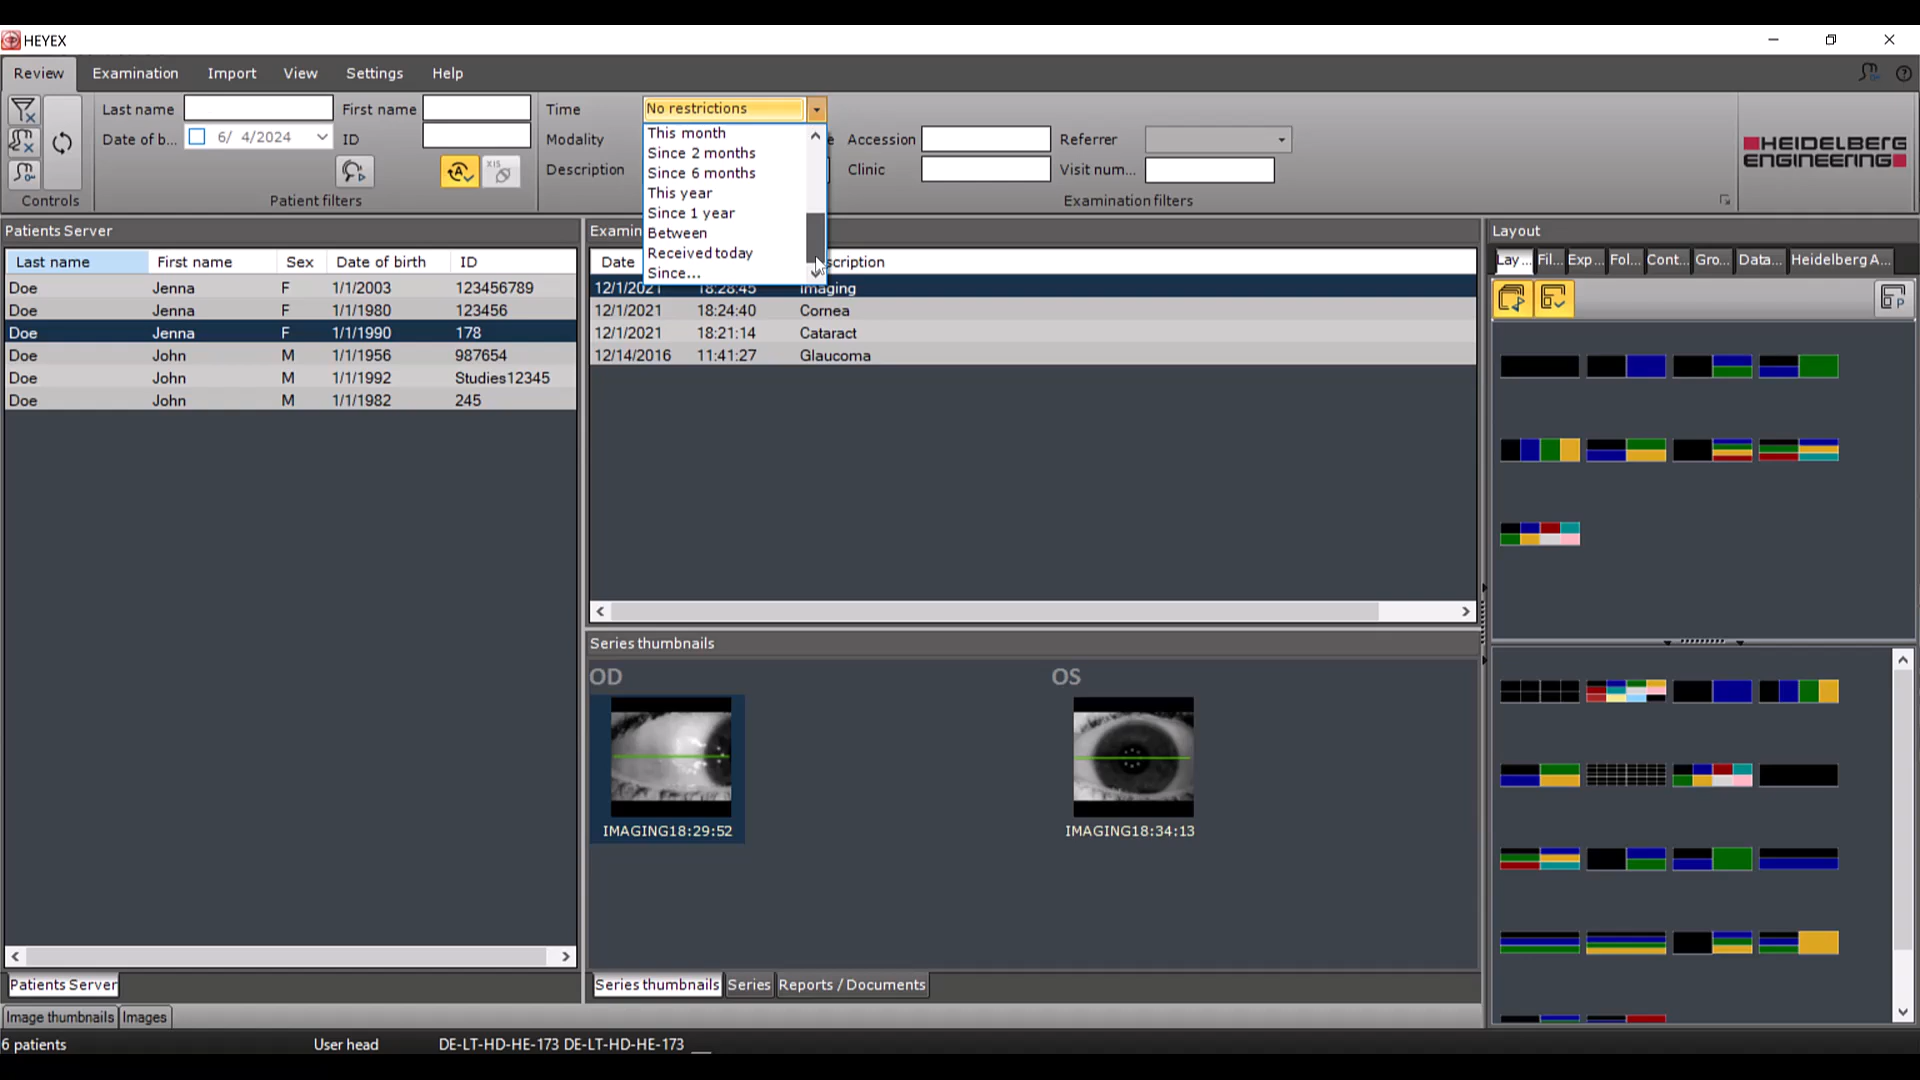 HEYEX
Review Examination Import View Settings Help
Last name First name Time No restrictions
Date of b... 6/ 4/2024 ID Modality Accession Referrer
XIS
Description Clinic Visit num...
Controls Patient filters Examination filters
HEIDELBERG
ENGINEERING
This month
Since 2 months
Since 6 months
This year
Since 1 year
Between
Received today
Since...
Patients Server
Last name First name Sex Date of birth ID
Doe Jenna F 1/1/2003 123456789
Doe Jenna F 1/1/1980 123456
Doe Jenna F 1/1/1990 178
Doe John M 1/1/1956 987654
Doe John M 1/1/1992 Studies12345
Doe John M 1/1/1982 245
Date
12/1/2021 18:28:45 Imaging
12/1/2021 18:24:40 Cornea
12/1/2021 18:21:14 Cataract
12/14/2016 11:41:27 Glaucoma
Series thumbnails
OD OS
IMAGING18:29:52 IMAGING18:34:13
Layout
Lay... Fil... Exp... Fol... Cont... Gro... Data... Heidelberg A...
Patients Server
Series thumbnails Series Reports / Documents
Image thumbnails Images
6 patients User head DE-LT-HD-HE-173 DE-LT-HD-HE-173